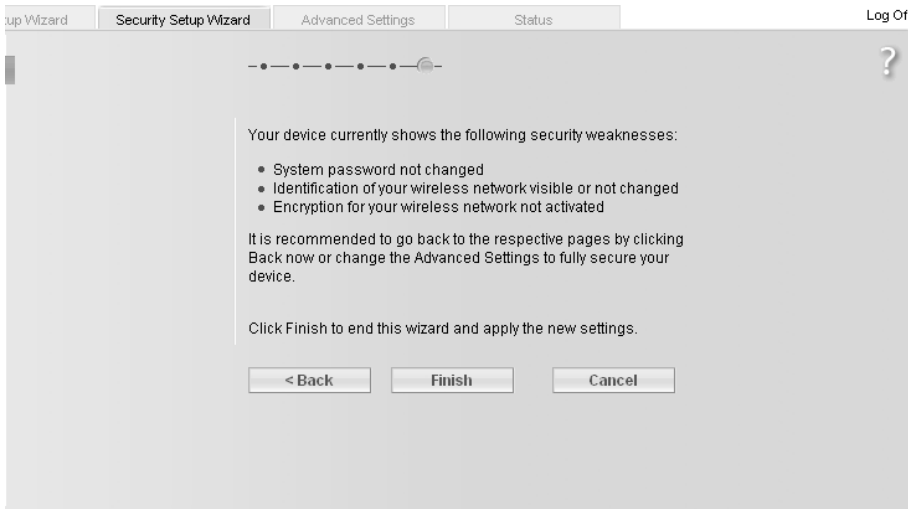 tup Wizard
Security Setup Wizard
Advanced Settings
Status
Log Of
?
Your device currently shows the following security weaknesses:
System password not changed
Identification of your wireless network visible or not changed
Encryption for your wireless network not activated
It is recommended to go back to the respective pages by clicking
Back now or change the Advanced Settings to fully secure your
device.
Click Finish to end this wizard and apply the new settings.
< Back
Finish
Cancel